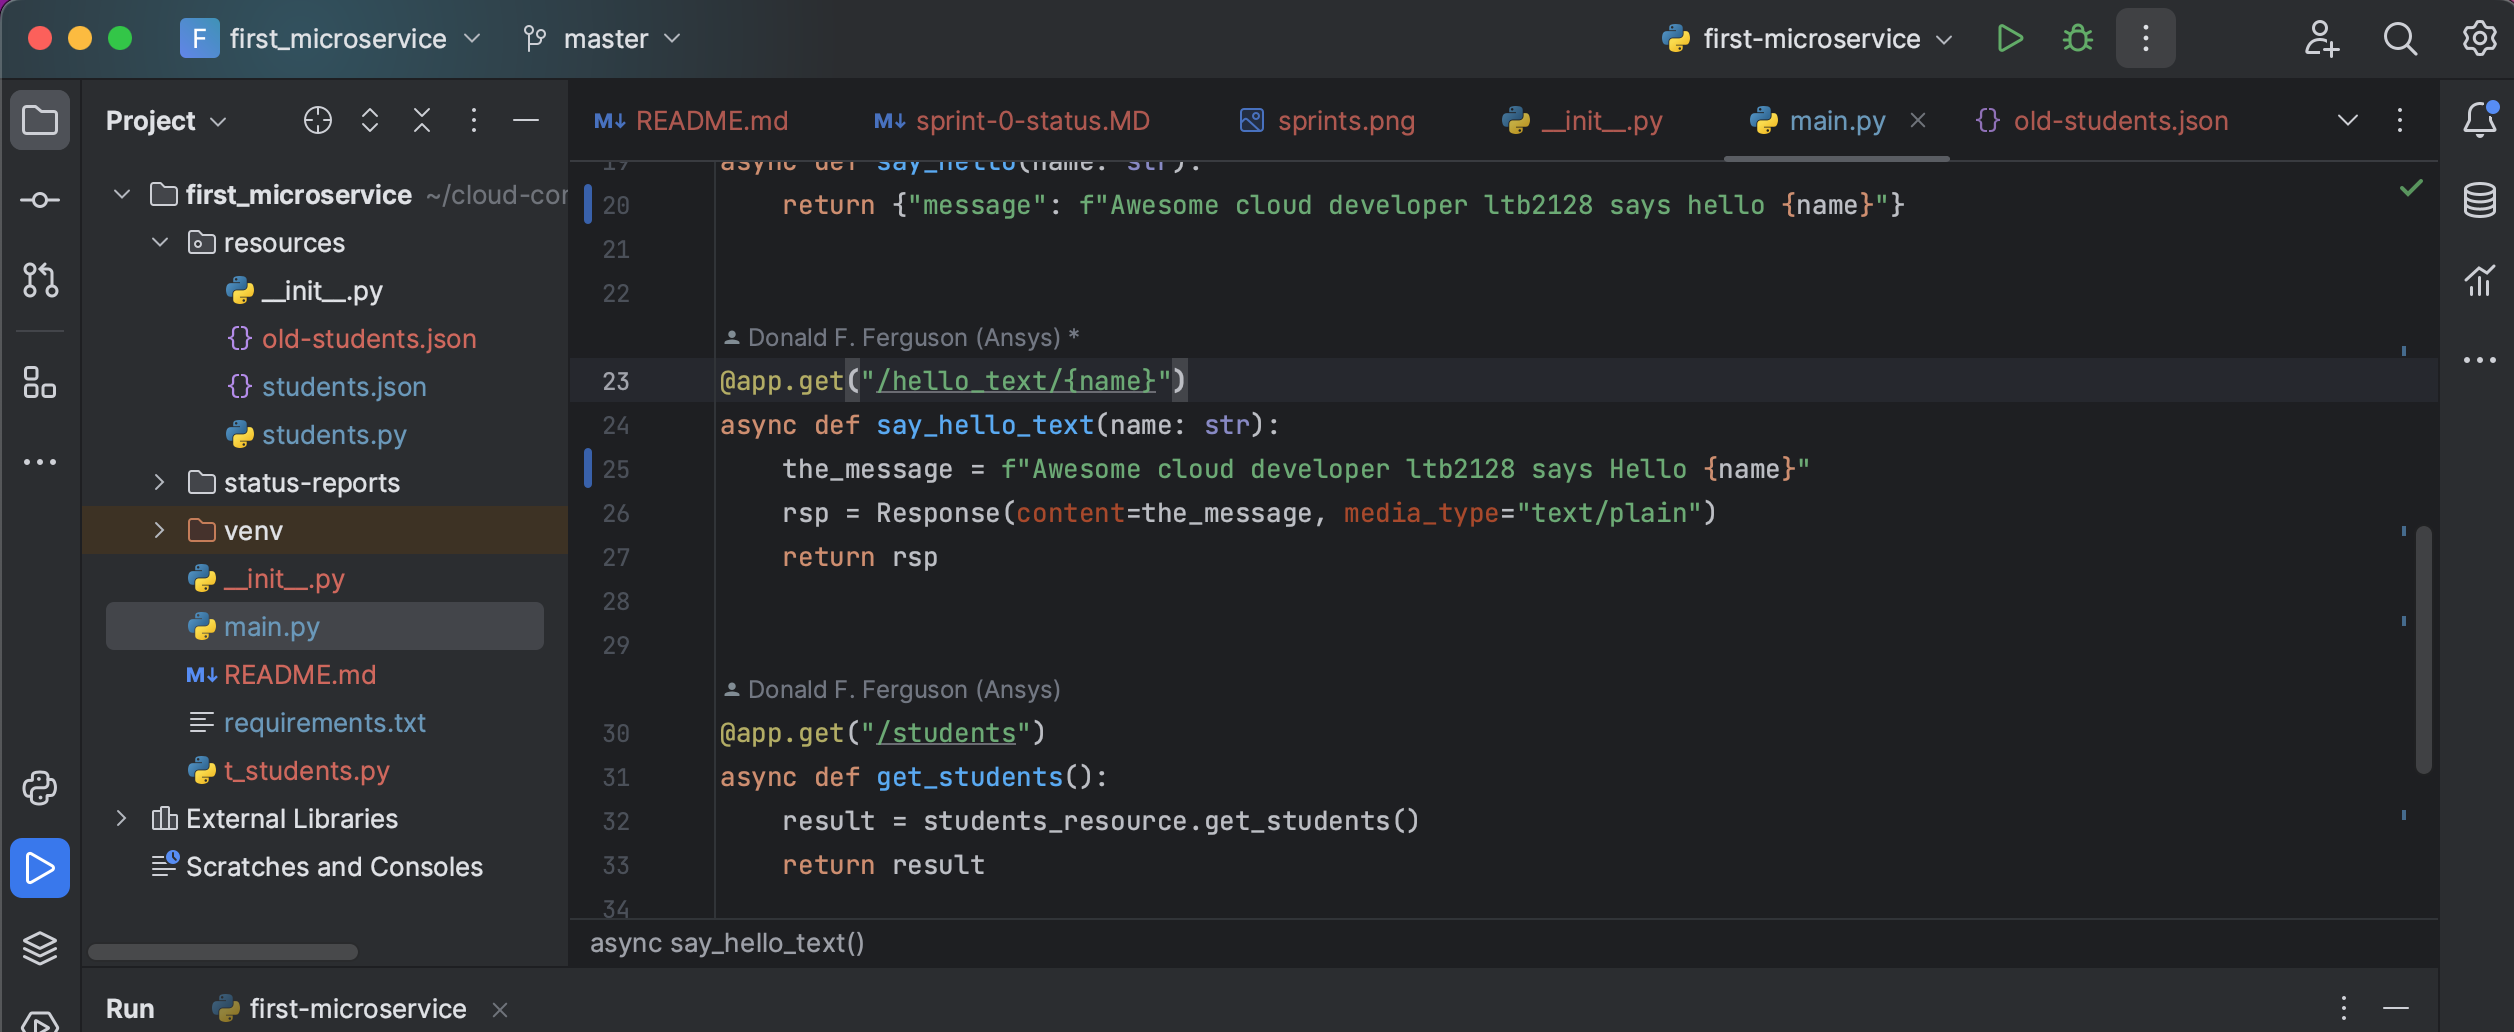 F first_microservice master first-microservice
Project
README.md sprint-0-status.MD sprints.png __init__.py main.py old-students.json
first_microservice ~/cloud-cor
resources
__init__.py
old-students.json
students.json
students.py
status-reports
venv
__init__.py
main.py
README.md
requirements.txt
t_students.py
External Libraries
Scratches and Consoles
19 async def say_hello(name: str):
20 return {"message": f"Awesome cloud developer ltb2128 says hello {name}"}
21
22
Donald F. Ferguson (Ansys) *
23 @app.get("/hello_text/{name}")
24 async def say_hello_text(name: str):
25 the_message = f"Awesome cloud developer ltb2128 says Hello {name}"
26 rsp = Response(content=the_message, media_type="text/plain")
27 return rsp
28
29
Donald F. Ferguson (Ansys)
30 @app.get("/students")
31 async def get_students():
32 result = students_resource.get_students()
33 return result
34
async say_hello_text()
Run first-microservice